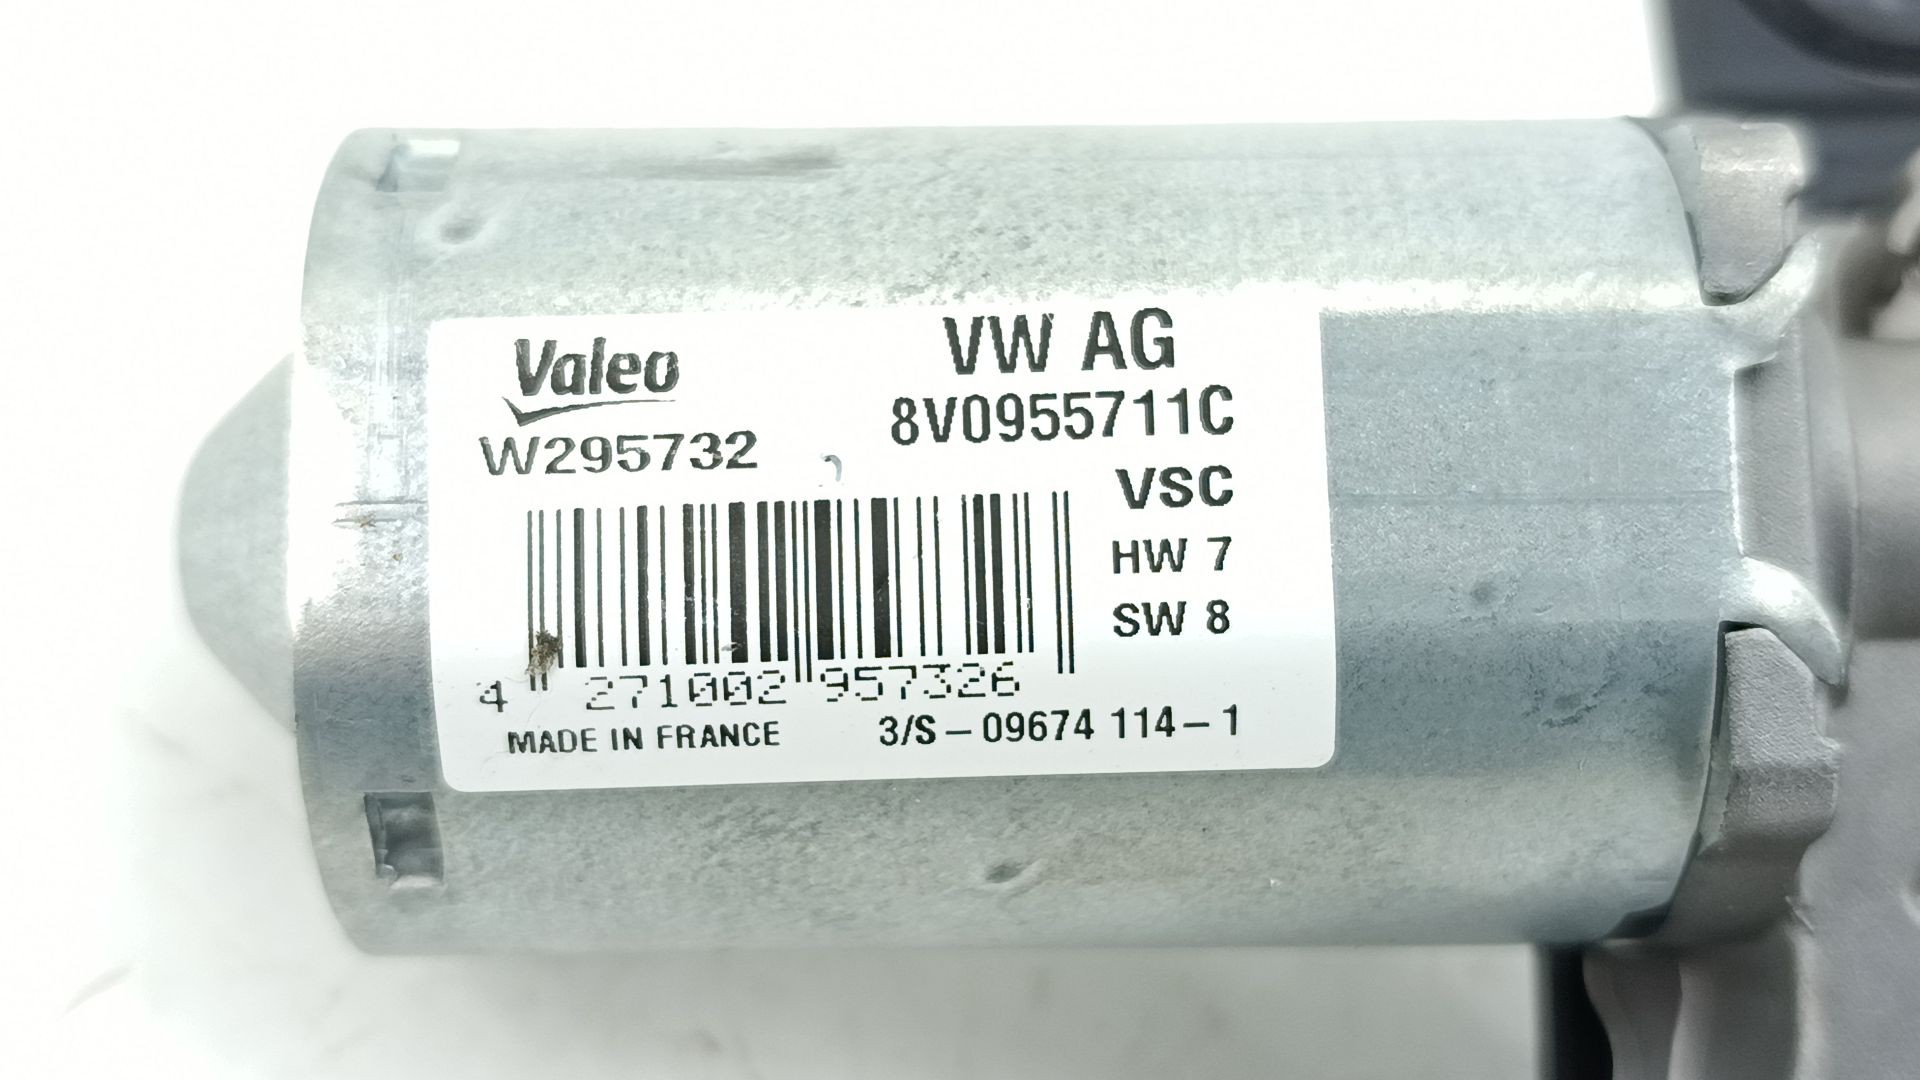 Valeo
VW AG
W295732
8V0955711C
VSC
HW 7
SW 8
4 271002 957326
MADE IN FRANCE
3/S-09674 114-1